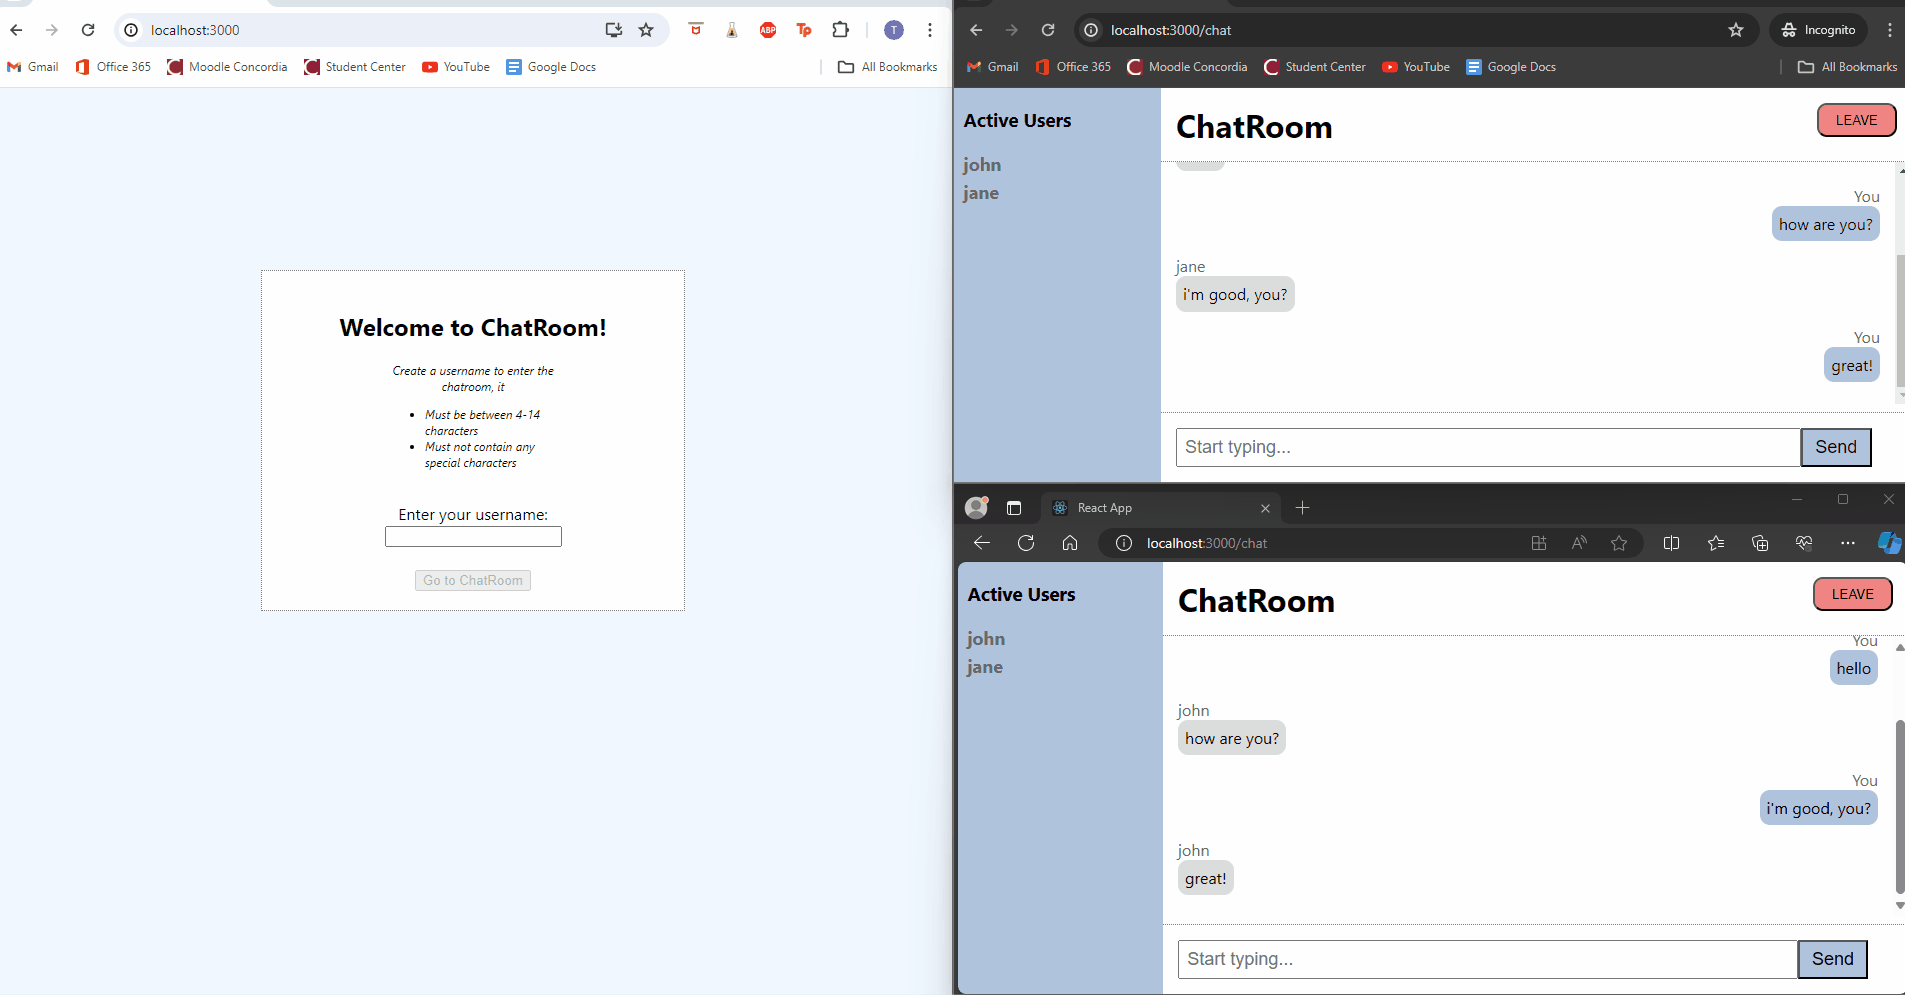 localhost:3000
ABP
Tp
T
Gmail
Office 365
Moodle Concordia
Student Center
YouTube
Google Docs
All Bookmarks
Welcome to ChatRoom!
Create a username to enter the
chatroom, it
• Must be between 4-14
characters
• Must not contain any
special characters
Enter your username:
Go to ChatRoom
localhost:3000/chat
Incognito
Gmail
Office 365
Moodle Concordia
Student Center
YouTube
Google Docs
All Bookmarks
Active Users
john
jane
ChatRoom
LEAVE
You
how are you?
jane
i'm good, you?
You
great!
Start typing...
Send
React App
localhost:3000/chat
Active Users
john
jane
ChatRoom
LEAVE
You
hello
john
how are you?
You
i'm good, you?
john
great!
Start typing...
Send